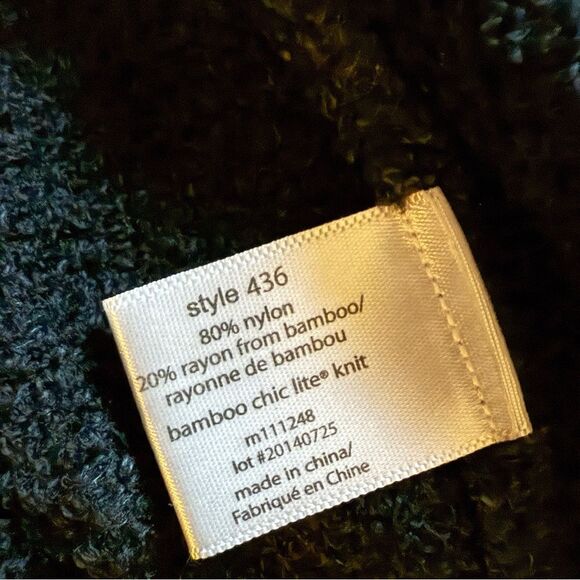 style 436
80% nylon
20% rayon from bamboo/
rayonne de bambou
bamboo chic lite® knit
m111248
lot #20140725
made in china/
Fabriqué en Chine